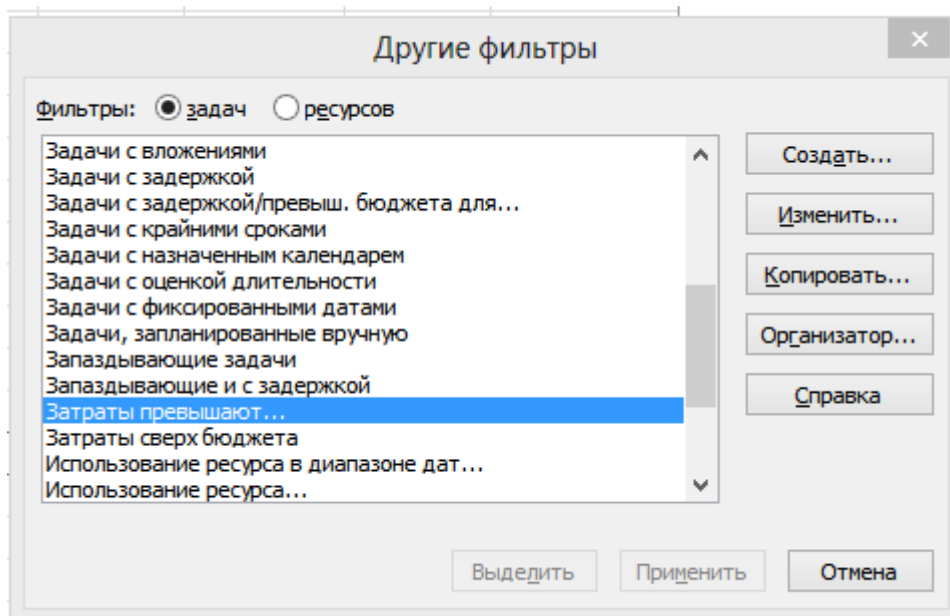 Другие фильтры
Фильтры: задач ресурсов
Задачи с вложениями
Задачи с задержкой
Задачи с задержкой/превыш. бюджета для...
Задачи с крайними сроками
Задачи с назначенным календарем
Задачи с оценкой длительности
Задачи с фиксированными датами
Задачи, запланированные вручную
Запаздывающие задачи
Запаздывающие и с задержкой
Затраты превышают...
Затраты сверх бюджета
Использование ресурса в диапазоне дат...
Использование ресурса...
Создать...
Изменить...
Копировать...
Организатор...
Справка
Выделить Применить Отмена